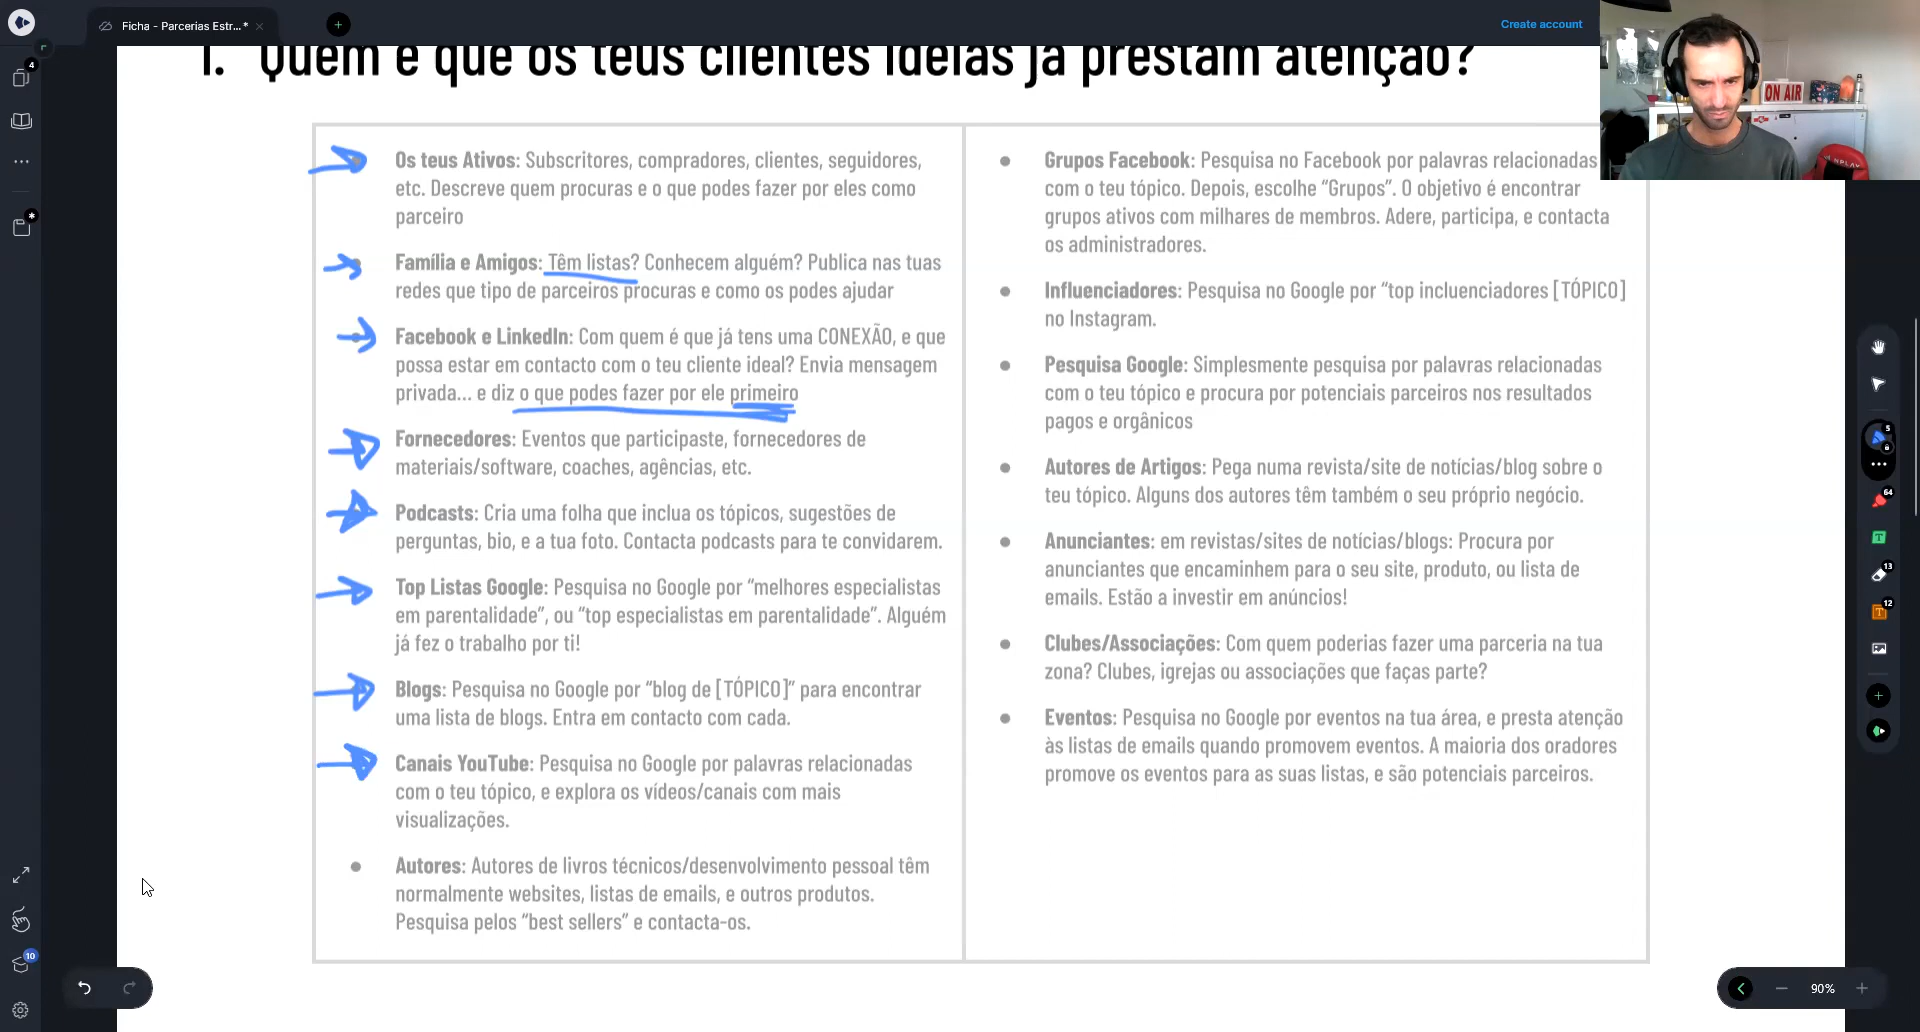 Ficha - Parcerias Estr...*
Create account
1. Quem é que os teus clientes ideias já prestam atenção?
ON AIR
4
*
Os teus Ativos: Subscritores, compradores, clientes, seguidores,
etc. Descreve quem procuras e o que podes fazer por eles como
parceiro
Família e Amigos: Têm listas? Conhecem alguém? Publica nas tuas
redes que tipo de parceiros procuras e como os podes ajudar
Facebook e LinkedIn: Com quem é que já tens uma CONEXÃO, e que
possa estar em contacto com o teu cliente ideal? Envia mensagem
privada... e diz o que podes fazer por ele primeiro
Fornecedores: Eventos que participaste, fornecedores de
materiais/software, coaches, agências, etc.
Podcasts: Cria uma folha que inclua os tópicos, sugestões de
perguntas, bio, e a tua foto. Contacta podcasts para te convidarem.
Top Listas Google: Pesquisa no Google por “melhores especialistas
em parentalidade”, ou “top especialistas em parentalidade”. Alguém
já fez o trabalho por ti!
Blogs: Pesquisa no Google por “blog de [TÓPICO]” para encontrar
uma lista de blogs. Entra em contacto com cada.
Canais YouTube: Pesquisa no Google por palavras relacionadas
com o teu tópico, e explora os vídeos/canais com mais
visualizações.
Autores: Autores de livros técnicos/desenvolvimento pessoal têm
normalmente websites, listas de emails, e outros produtos.
Pesquisa pelos “best sellers” e contacta-os.
Grupos Facebook: Pesquisa no Facebook por palavras relacionadas
com o teu tópico. Depois, escolhe “Grupos”. O objetivo é encontrar
grupos ativos com milhares de membros. Adere, participa, e contacta
os administradores.
Influenciadores: Pesquisa no Google por “top incluenciadores [TÓPICO]
no Instagram.
Pesquisa Google: Simplesmente pesquisa por palavras relacionadas
com o teu tópico e procura por potenciais parceiros nos resultados
pagos e orgânicos
Autores de Artigos: Pega numa revista/site de notícias/blog sobre o
teu tópico. Alguns dos autores têm também o seu próprio negócio.
Anunciantes: em revistas/sites de notícias/blogs: Procura por
anunciantes que encaminhem para o seu site, produto, ou lista de
emails. Estão a investir em anúncios!
Clubes/Associações: Com quem poderias fazer uma parceria na tua
zona? Clubes, igrejas ou associações que faças parte?
Eventos: Pesquisa no Google por eventos na tua área, e presta atenção
às listas de emails quando promovem eventos. A maioria dos oradores
promove os eventos para as suas listas, e são potenciais parceiros.
5
64
T
13
T
12
10
90%